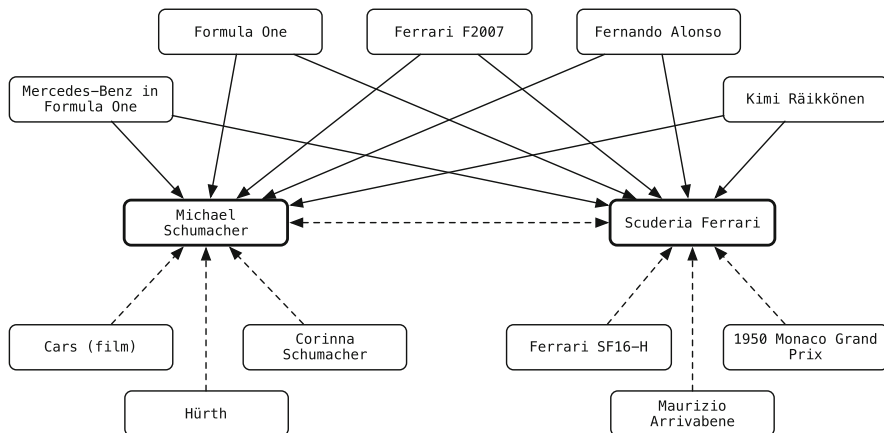 Formula One
Ferrari F2007
Fernando Alonso
Mercedes-Benz in
Formula One
Kimi Räikkönen
Michael
Schumacher
Scuderia Ferrari
Cars (film)
Corinna
Schumacher
Ferrari SF16-H
1950 Monaco Grand
Prix
Hürth
Maurizio
Arrivabene